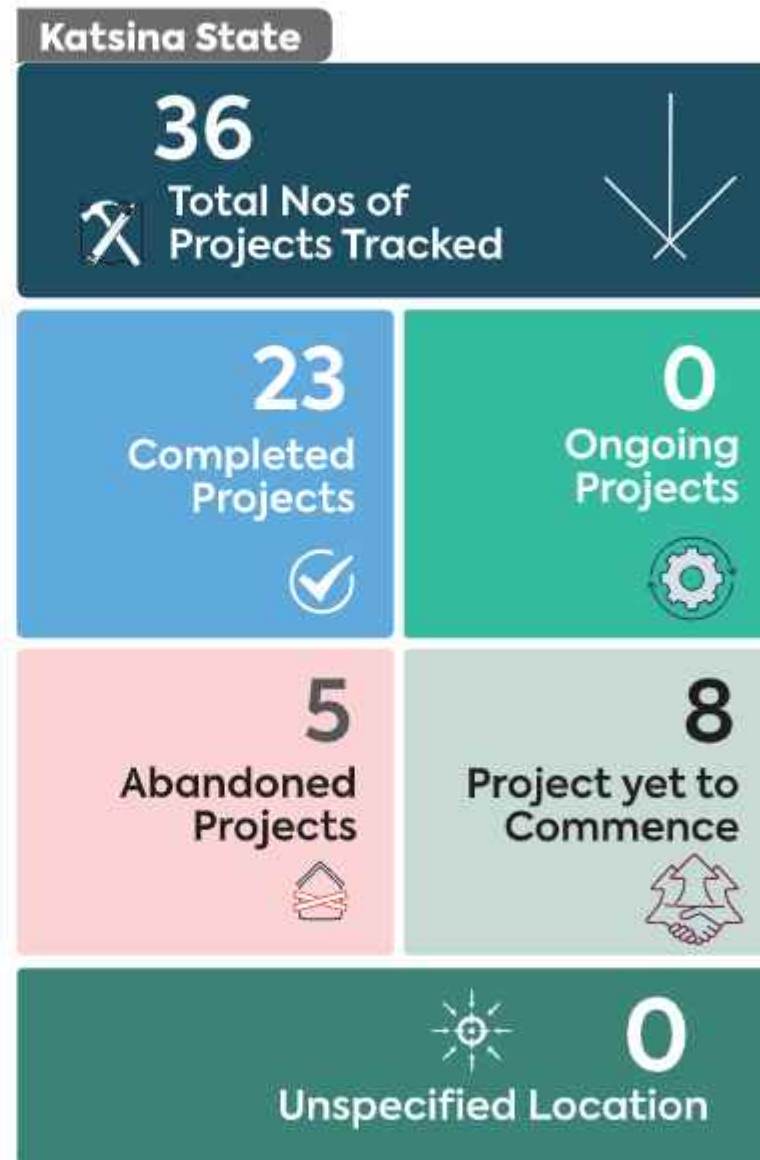 Katsina State
36
Total Nos of
Projects Tracked
23
Completed
Projects
0
Ongoing
Projects
5
Abandoned
Projects
8
Project yet to
Commence
0
Unspecified Location